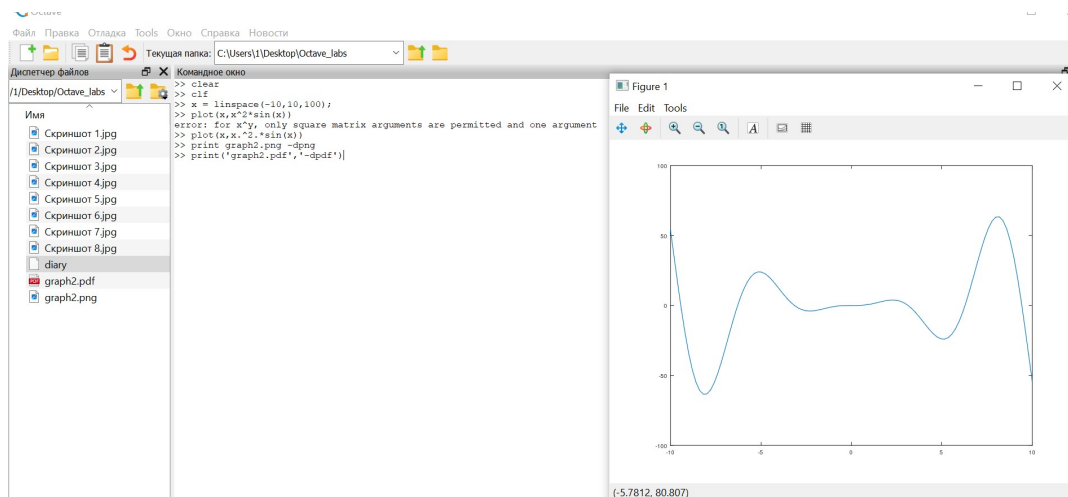 Octave
Файл Правка Отладка Tools Окно Справка Новости
Текущая папка: C:\Users\1\Desktop\Octave_labs
Диспетчер файлов
/1/Desktop/Octave_labs
Имя
Скриншот 1.jpg
Скриншот 2.jpg
Скриншот 3.jpg
Скриншот 4.jpg
Скриншот 5.jpg
Скриншот 6.jpg
Скриншот 7.jpg
Скриншот 8.jpg
diary
graph2.pdf
graph2.png
Командное окно
>> clear
>> clf
>> x = linspace(-10,10,100);
>> plot(x,x^2*sin(x))
error: for x^y, only square matrix arguments are permitted and one argument
>> plot(x,x.^2.*sin(x))
>> print graph2.png -dpng
>> print('graph2.pdf','-dpdf')
Figure 1
File Edit Tools
A
100
50
0
-50
-100
-10 -5 0 5 10
(-5.7812, 80.807)